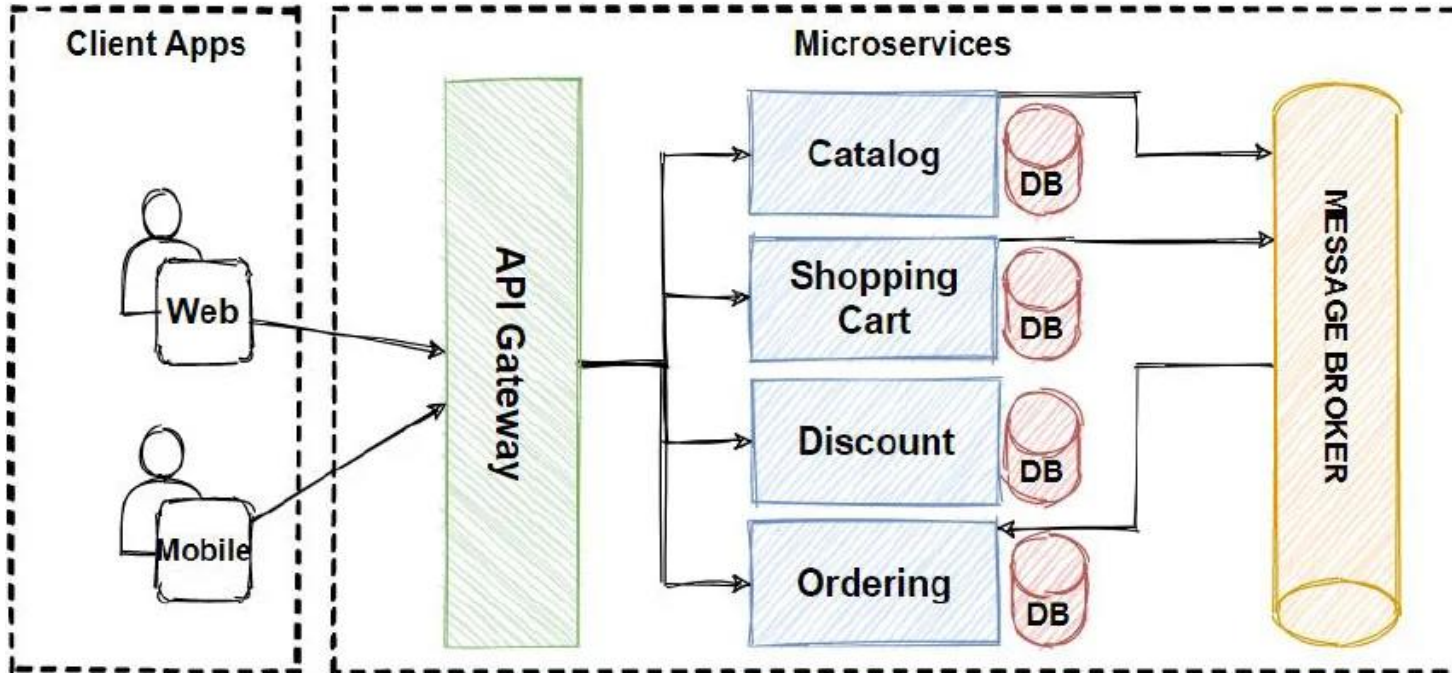 Client Apps
Microservices
Web
Mobile
API Gateway
Catalog
DB
Shopping
Cart
DB
Discount
DB
Ordering
DB
MESSAGE BROKER